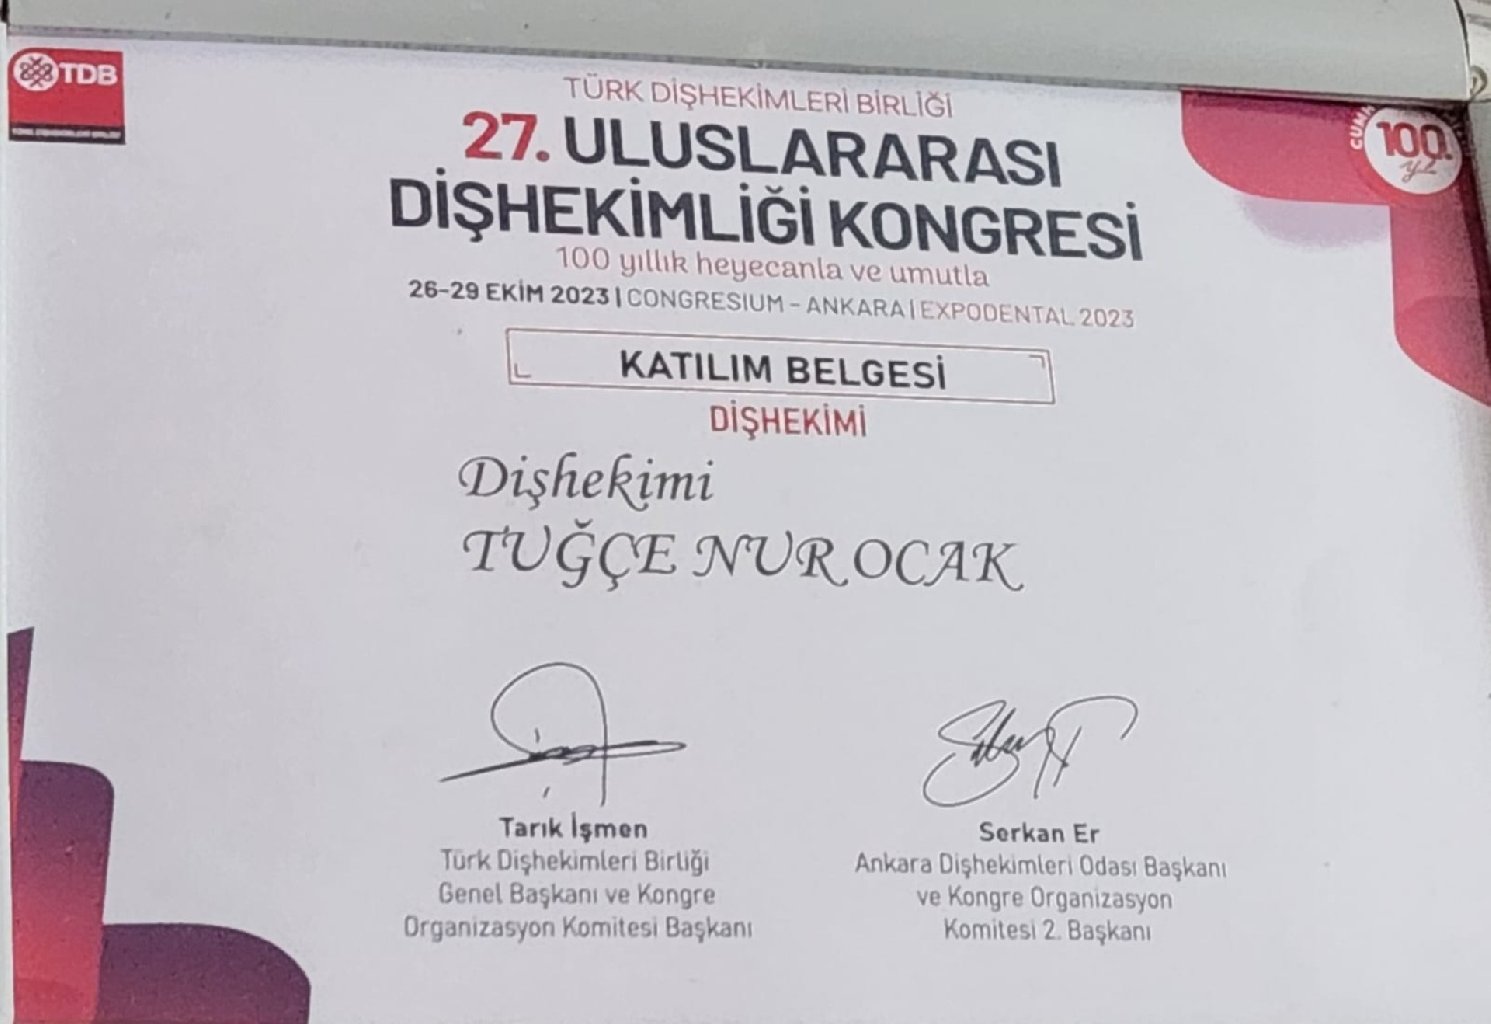 TDB
TÜRK DİŞHEKİMLERİ BİRLİĞİ
27. ULUSLARARASI
DİŞHEKİMLİĞİ KONGRESİ
100 yıllık heyecanla ve umutla
26-29 EKİM 2023 | CONGRESIUM - ANKARA | EXPODENTAL 2023
100.
yıl
KATILIM BELGESİ
DİŞHEKİMİ
Dişhekimi
TUĞÇE NUR OCAK
Tarık İşmen
Türk Dişhekimleri Birliği
Genel Başkanı ve Kongre
Organizasyon Komitesi Başkanı
Serkan Er
Ankara Dişhekimleri Odası Başkanı
ve Kongre Organizasyon
Komitesi 2. Başkanı